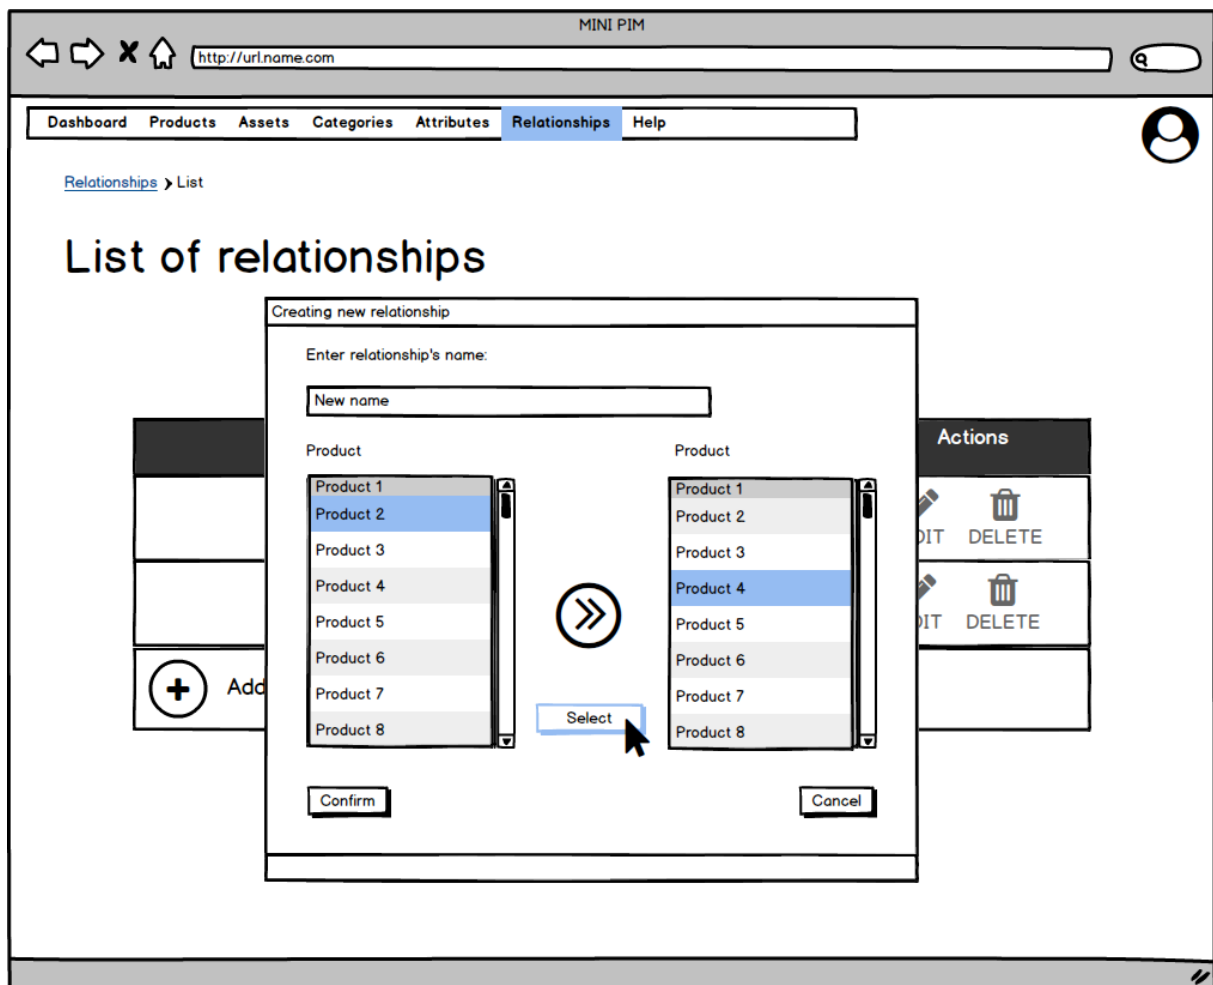 MINI PIM
http://url.name.com
Dashboard Products Assets Categories Attributes Relationships Help
Relationships List
List of relationships
Creating new relationship
Enter relationship's name:
New name
Actions
Product Product
Product 1 Product 1
Product 2 Product 2
DELETE
Product 3 Product 3
Product 4 Product 4
Product 5 Product 5
DELETE
Product 6 Product 6
Add
Product 7 Product 7
Select
Product 8 Product 8
Confirm Cancel